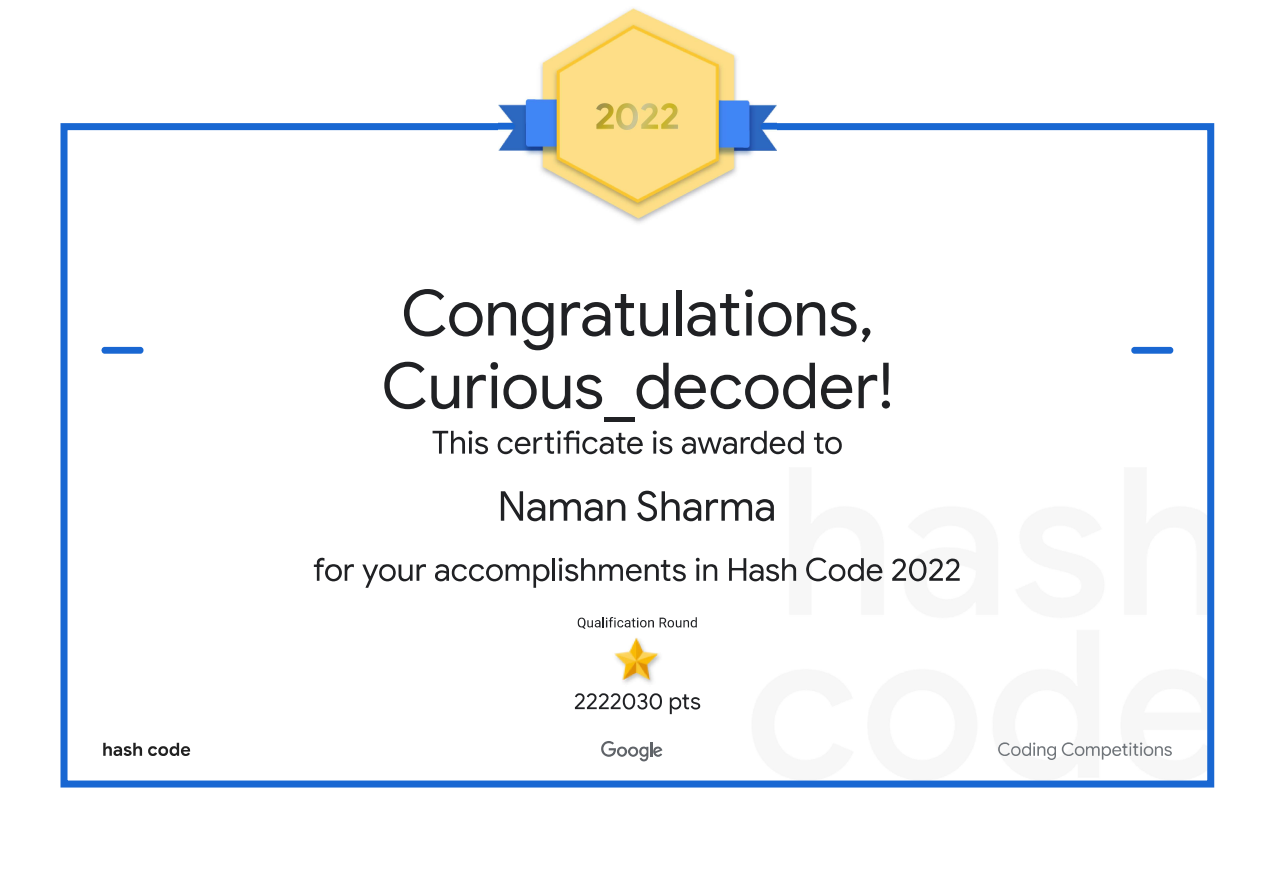 2022
Congratulations,
Curious_decoder!
This certificate is awarded to
Naman Sharma
for your accomplishments in Hash Code 2022
Qualification Round
2222030 pts
hash code
Google
Coding Competitions
hash
code